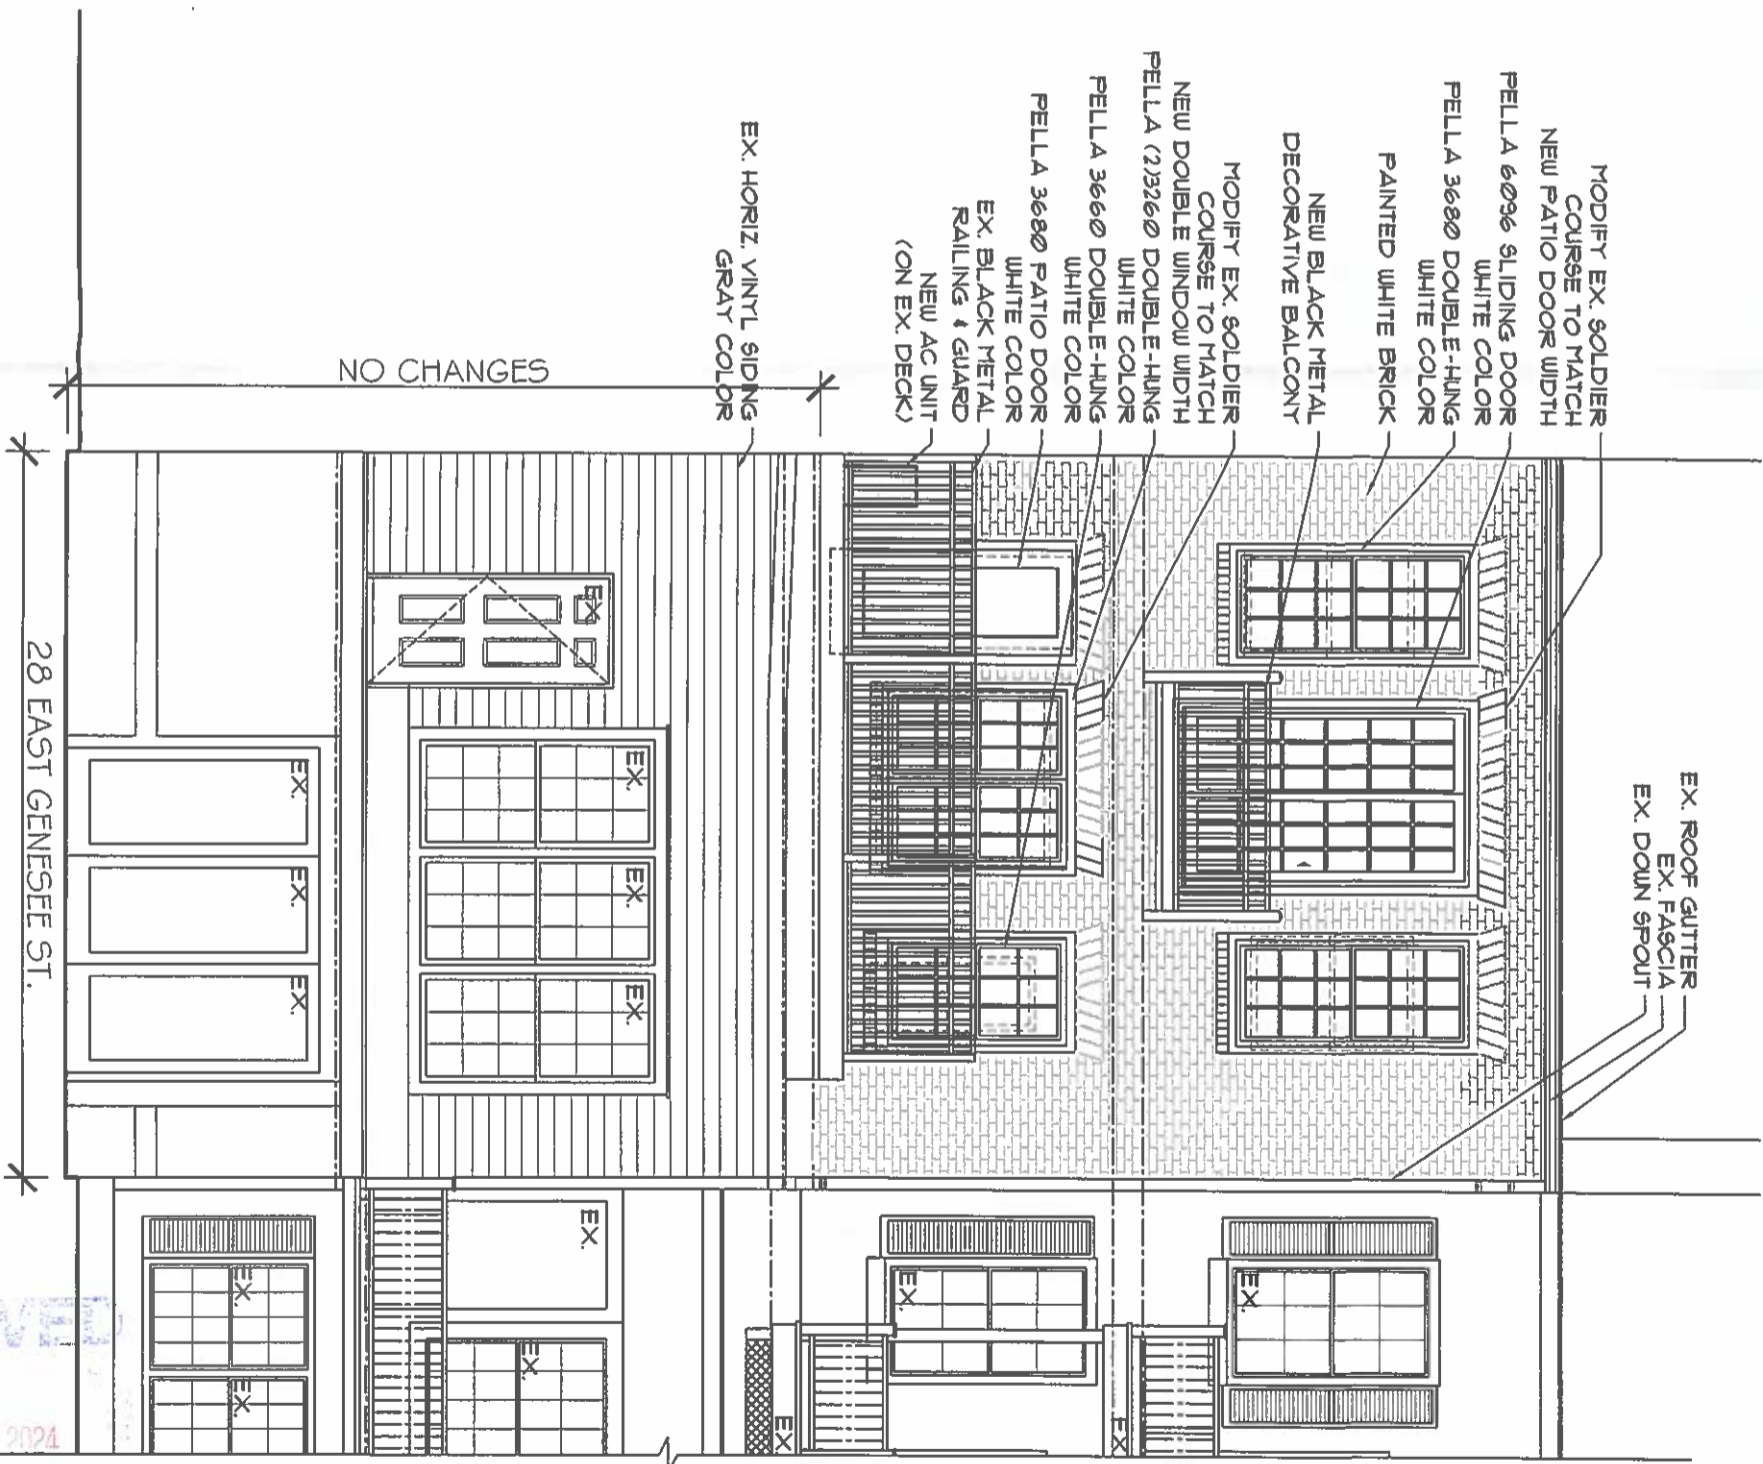 EX. ROOF GUTTER
EX. FASCIA
EX. DOWN SPOUT
MODIFY EX. SOLDIER
COURSE TO MATCH
NEW PATIO DOOR WIDTH
PELLA 6096 SLIDING DOOR
WHITE COLOR
PELLA 3680 DOUBLE-HUNG
WHITE COLOR
PAINTED WHITE BRICK
NEW BLACK METAL
DECORATIVE BALCONY
MODIFY EX. SOLDIER
COURSE TO MATCH
NEW DOUBLE WINDOW WIDTH
PELLA (2)3260 DOUBLE-HUNG
WHITE COLOR
PELLA 3660 DOUBLE-HUNG
WHITE COLOR
PELLA 3680 PATIO DOOR
WHITE COLOR
EX. BLACK METAL
RAILING & GUARD
NEW AC UNIT
(ON EX. DECK)
EX. HORIZ. VINYL SIDING
GRAY COLOR
NO CHANGES
EX.
EX.
EX
EX
EX
EX.
EX.
EX.
EX.
EX.
EX.
EX.
EX.
EX.
EX.
EX.
28 EAST GENESEE ST.
2024